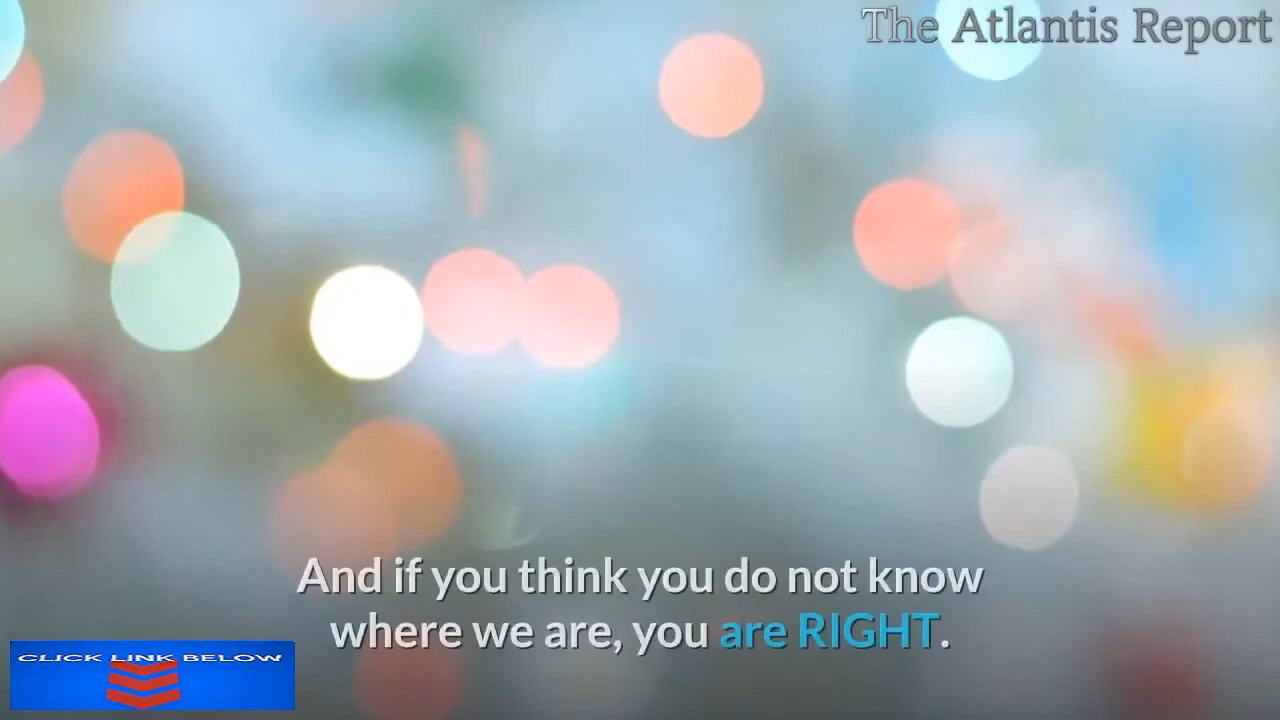 The Atlantis Report
And if you think you do not know
where we are, you are RIGHT.
CLICK LINK BELOW